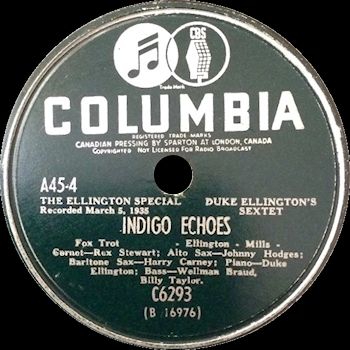 CBS
Trade Mark
COLUMBIA
REGISTERED TRADE MARKS
CANADIAN PRESSING BY SPARTON AT LONDON, CANADA
COPYRIGHTED NOT LICENSED FOR RADIO BROADCAST
A45-4
THE ELLINGTON SPECIAL DUKE ELLINGTON'S
Recorded March 5, 1935 SEXTET
INDIGO ECHOES
Fox Trot - Ellington - Mills -
Cornet—Rex Stewart; Alto Sax—Johnny Hodges;
Baritone Sax—Harry Carney; Piano—Duke
Ellington; Bass—Wellman Braud,
Billy Taylor.
C6293
(B 16976)